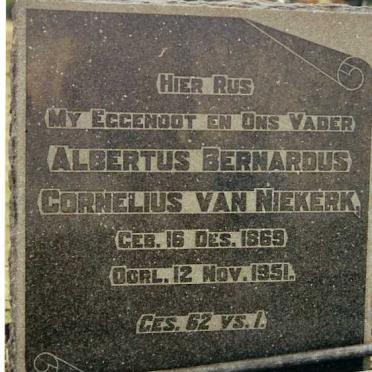 HIER RUS
MY EGGENOOT EN ONS VADER
ALBERTUS BERNARDUS
CORNELIUS VAN NIEKERK.
GEB. 16 DES. 1869
OORL. 12 NOV. 1951.
GES. 62 VS. 1.